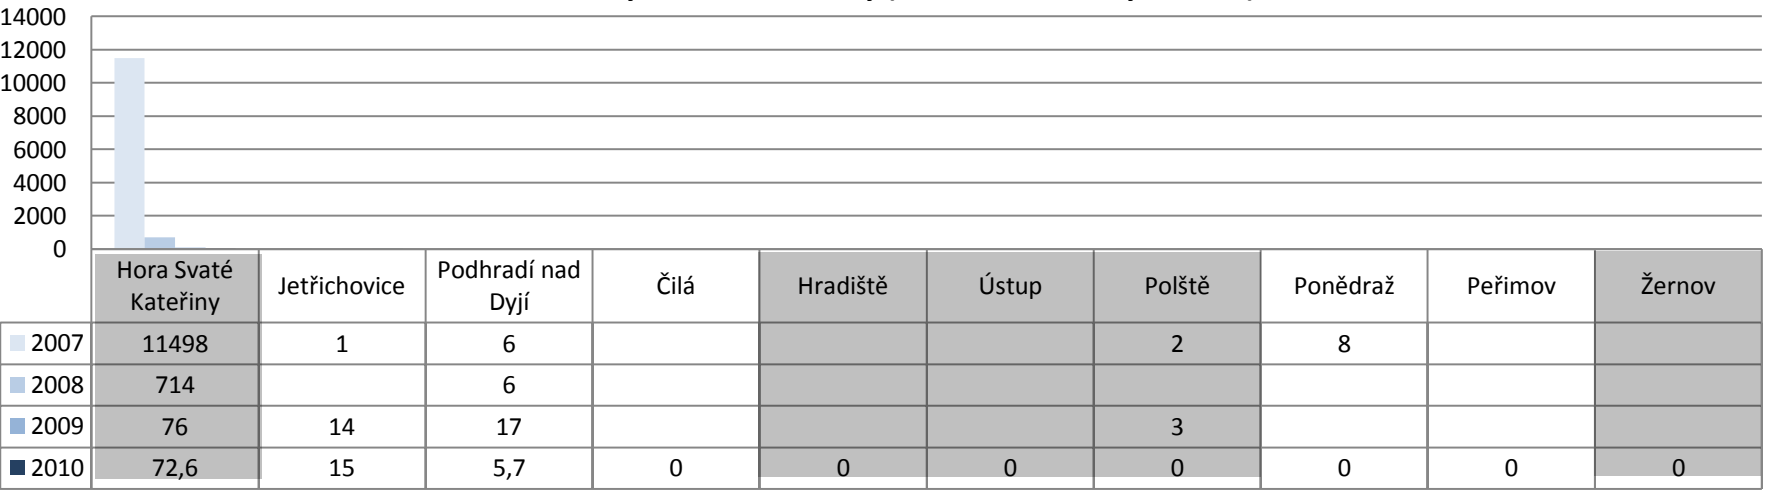 14000
12000
10000
8000
6000
4000
2000
0
Hora Svaté Kateřiny Jetřichovice Podhradí nad Dyjí Čilá Hradiště Ústup Polště Ponědraž Peřimov Žernov
2007 11498 1 6 2 8
2008 714 6
2009 76 14 17 3
2010 72,6 15 5,7 0 0 0 0 0 0 0